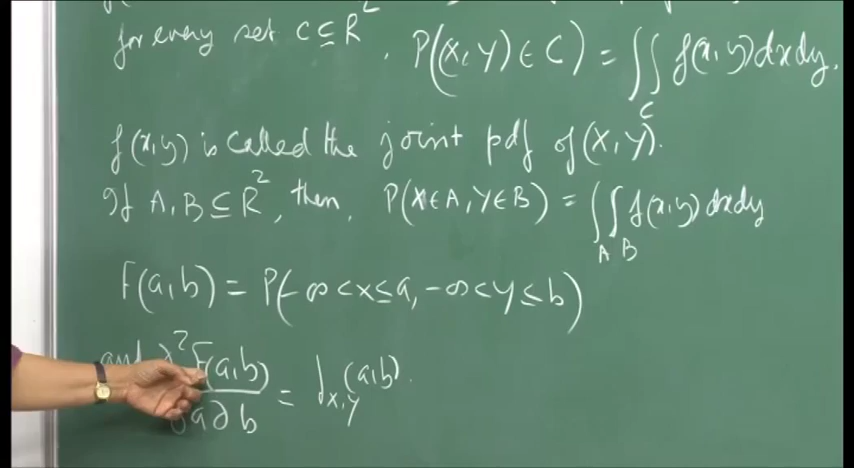 for every set C ⊆ R², P((X, Y) ∈ C) = ∬_C f(x, y) dx dy.
f(x, y) is called the joint pdf of (X, Y).
If A, B ⊆ R², then, P(X ∈ A, Y ∈ B) = ∫_A ∫_B f(x, y) dx dy
F(a, b) = P(-∞ < X ≤ a, -∞ < Y ≤ b)
and ∂²F(a, b) / ∂a ∂b = f_{X, Y}(a, b).